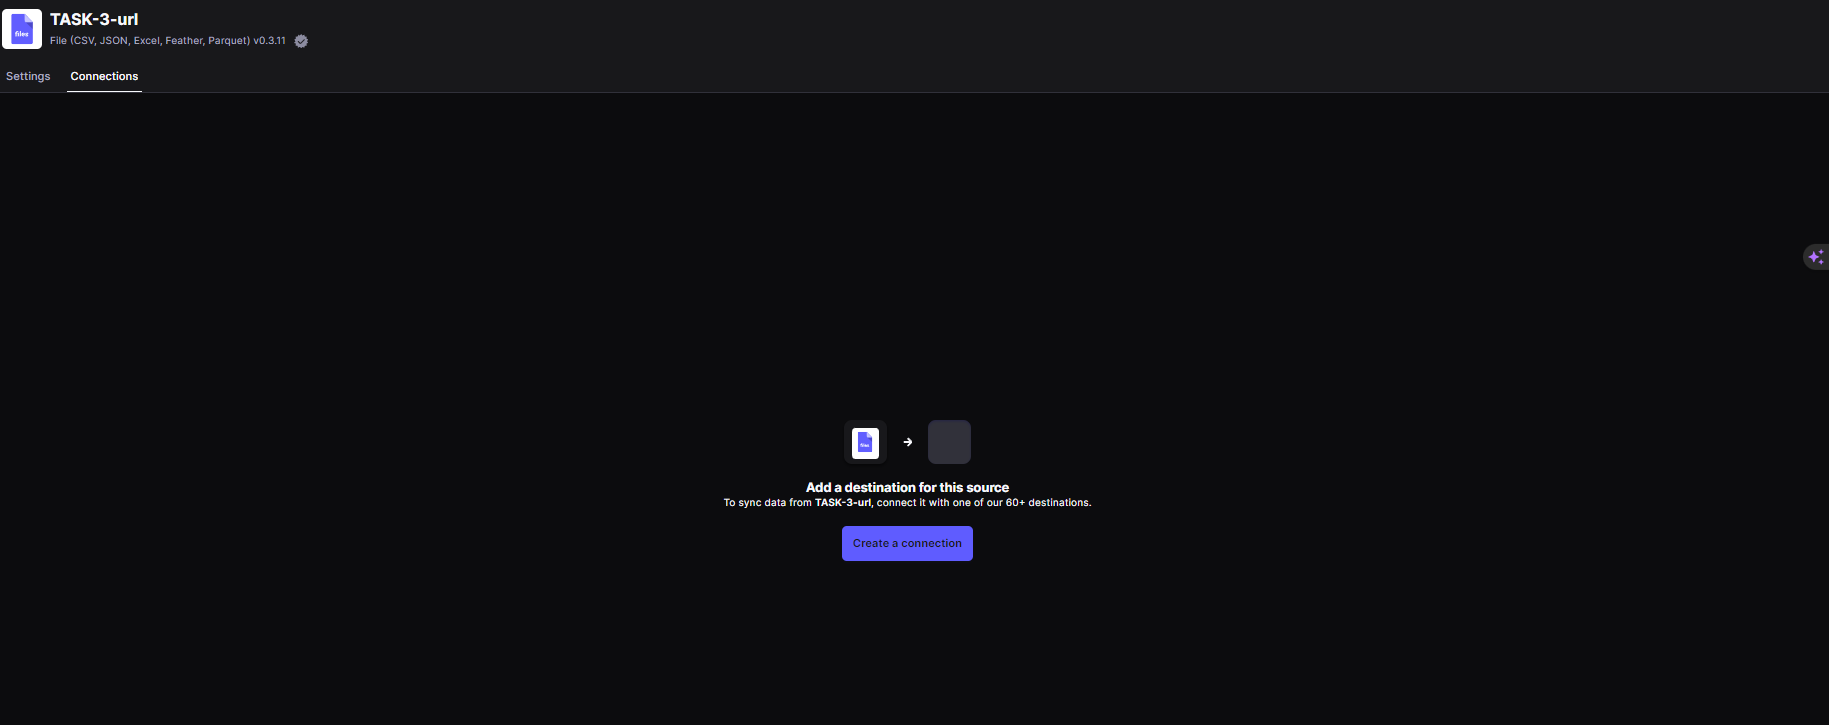 files
TASK-3-url
File (CSV, JSON, Excel, Feather, Parquet) v0.3.11
Settings
Connections
files
Add a destination for this source
To sync data from TASK-3-url, connect it with one of our 60+ destinations.
Create a connection